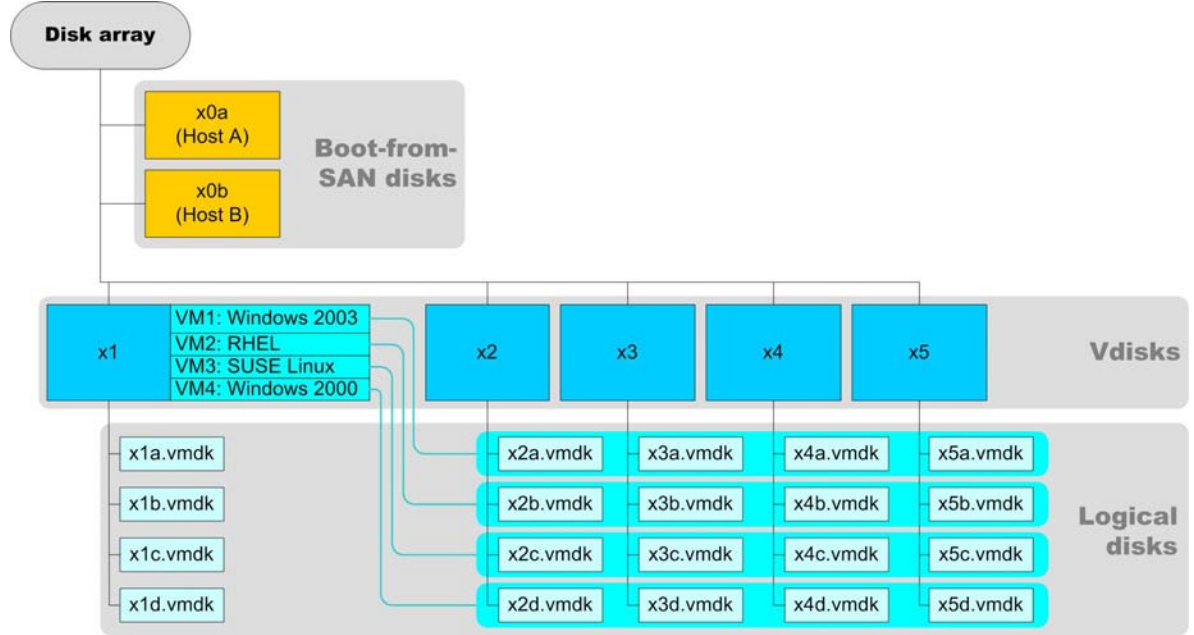 Disk array
x0a
(Host A)
x0b
(Host B)
Boot-from-
SAN disks
x1
VM1: Windows 2003
VM2: RHEL
VM3: SUSE Linux
VM4: Windows 2000
x2
x3
x4
x5
Vdisks
x1a.vmdk
x2a.vmdk
x3a.vmdk
x4a.vmdk
x5a.vmdk
x1b.vmdk
x2b.vmdk
x3b.vmdk
x4b.vmdk
x5b.vmdk
x1c.vmdk
x2c.vmdk
x3c.vmdk
x4c.vmdk
x5c.vmdk
x1d.vmdk
x2d.vmdk
x3d.vmdk
x4d.vmdk
x5d.vmdk
Logical
disks